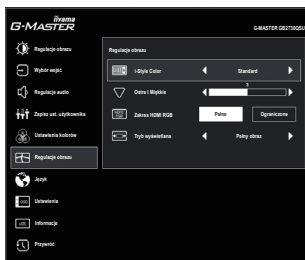 iiyama
G-MASTER
G-MASTER GB2730QSU
Regulacje obrazu
Wybór wejść
Regulacje audio
Zapisz ust. użytkownika
Ustawienia kolorów
Regulacje obrazu
Język
Ustawienia
Informacje
Przywróć
Regulacje obrazu
i-Style Color
Standard
Ostre i Miękkie
5
Zakres HDMI RGB
Pełne
Ograniczone
Tryb wyświetlana
Pełny obraz